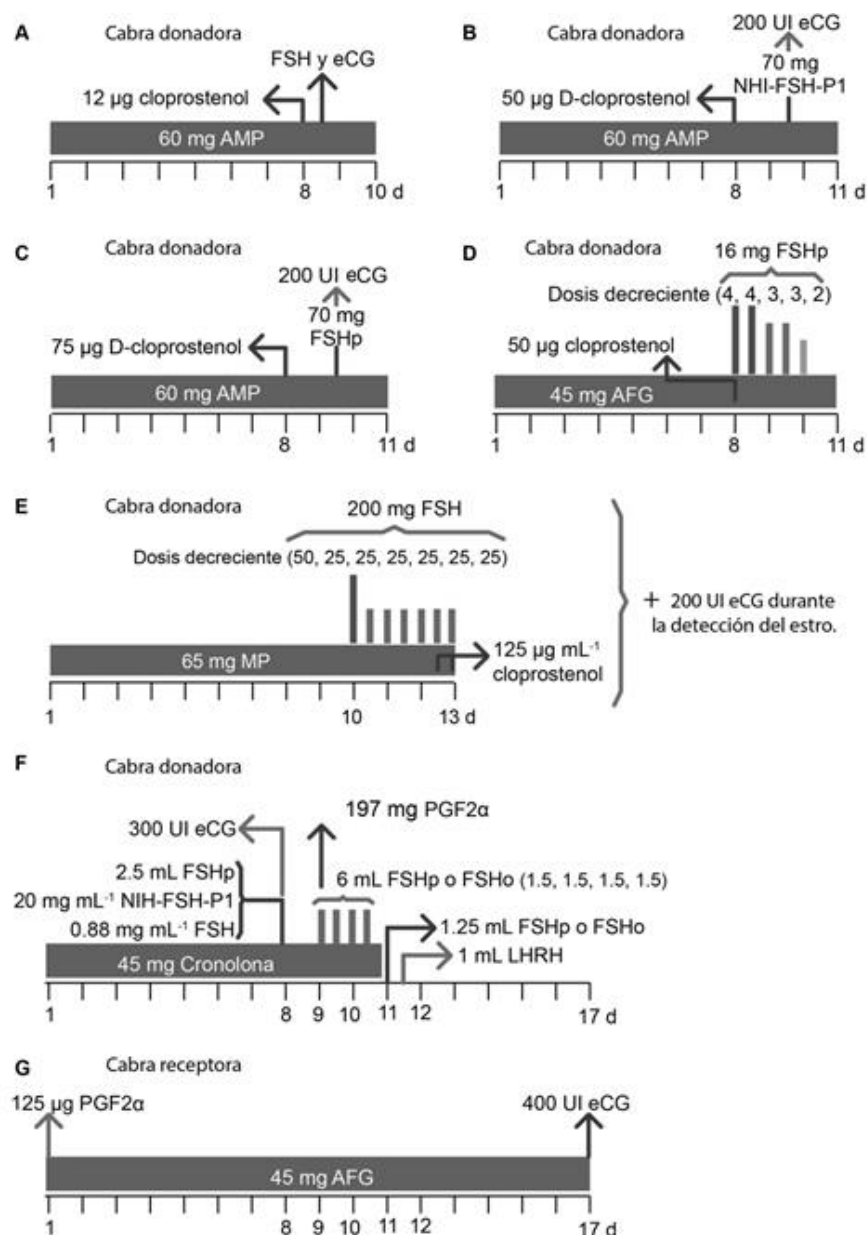 A
Cabra donadora
FSH y eCG
12 µg cloprostenol
60 mg AMP
1
8
10 d
B
Cabra donadora
200 UI eCG
70 mg
NHI-FSH-P1
50 µg D-cloprostenol
60 mg AMP
1
8
11 d
C
Cabra donadora
200 UI eCG
70 mg
FSHp
75 µg D-cloprostenol
60 mg AMP
1
8
11 d
D
Cabra donadora
16 mg FSHp
Dosis decreciente (4, 4, 3, 3, 2)
50 µg cloprostenol
45 mg AFG
1
8
11 d
E
Cabra donadora
200 mg FSH
Dosis decreciente (50, 25, 25, 25, 25, 25, 25)
65 mg MP
125 µg mL⁻¹
cloprostenol
1
10
13 d
+ 200 UI eCG durante
la detección del estro.
F
Cabra donadora
197 mg PGF2α
300 UI eCG
2.5 mL FSHp
20 mg mL⁻¹ NIH-FSH-P1
0.88 mg mL⁻¹ FSH
6 mL FSHp o FSHo (1.5, 1.5, 1.5, 1.5)
1.25 mL FSHp o FSHo
1 mL LHRH
45 mg Cronolona
1
8
9
10
11
12
17 d
G
Cabra receptora
125 µg PGF2α
400 UI eCG
45 mg AFG
1
8
9
10
11
12
17 d